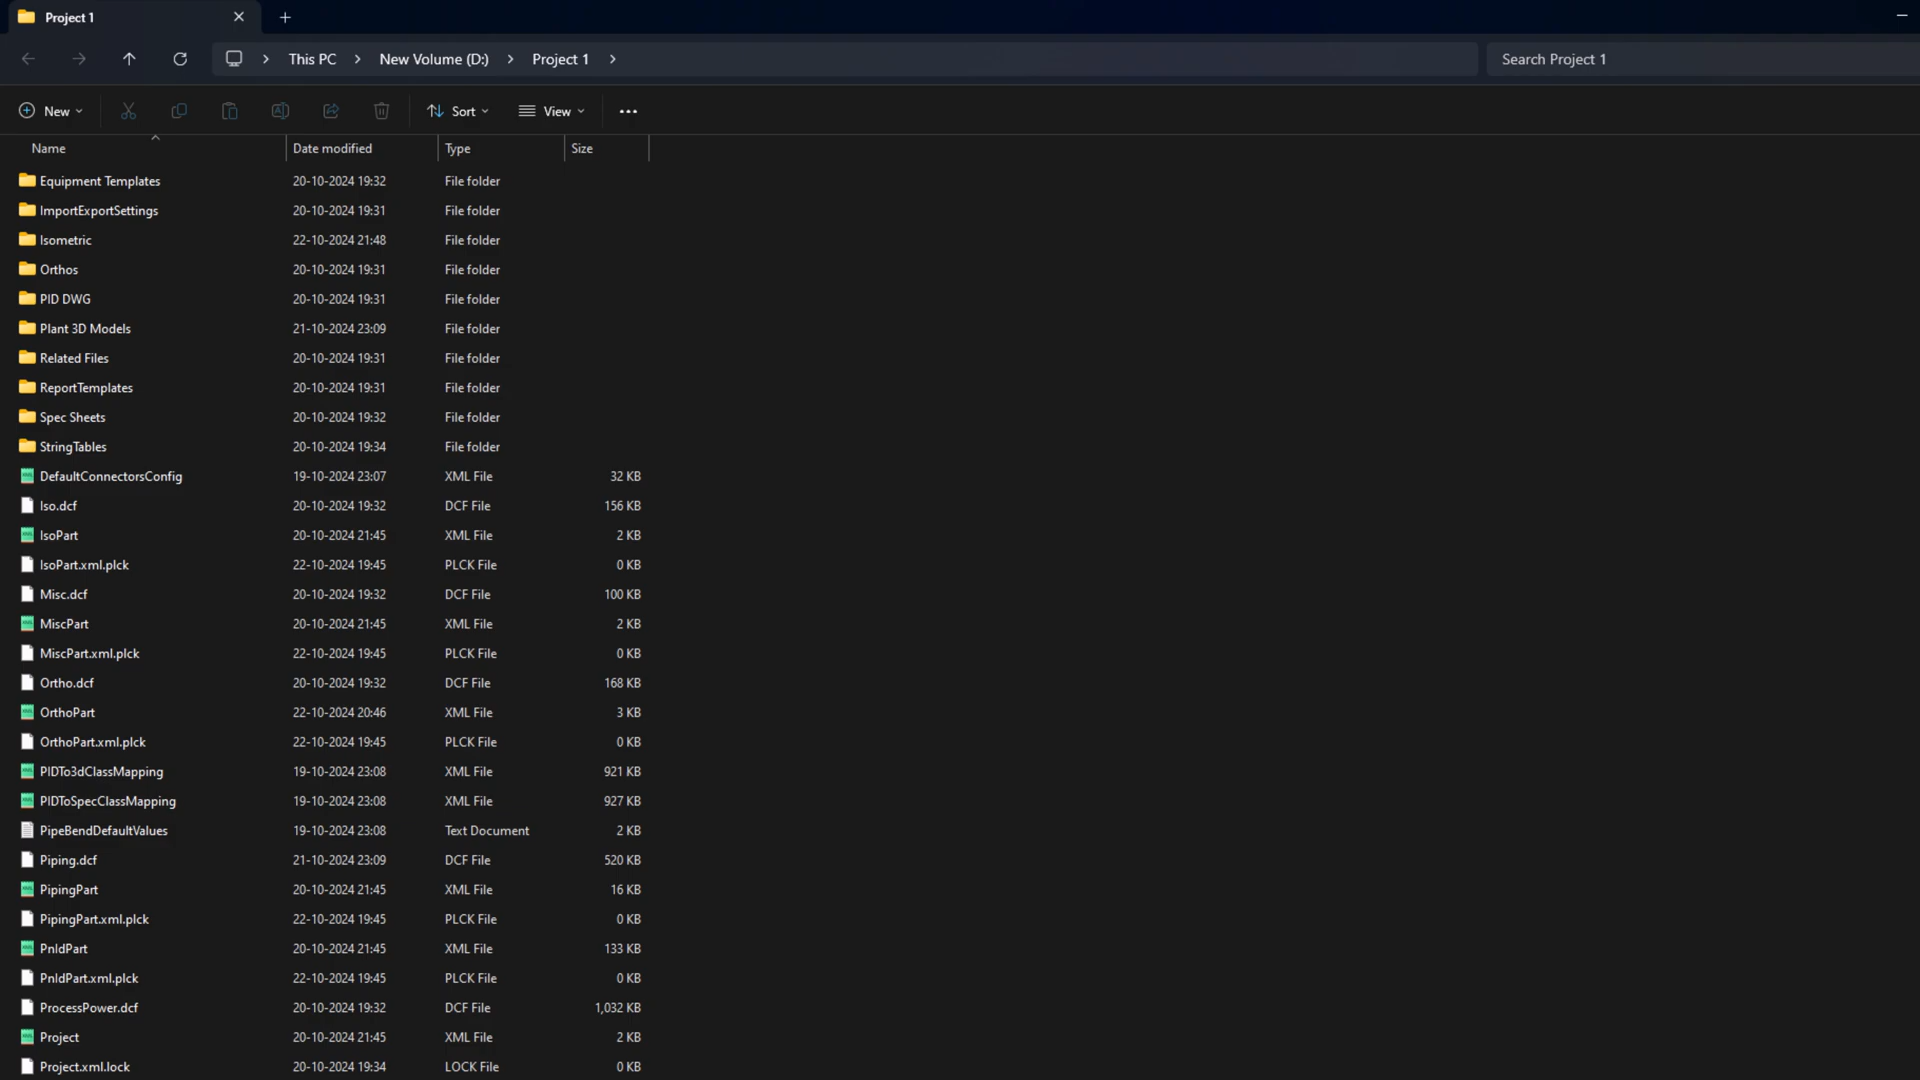 Project 1
This PC > New Volume (D:) > Project 1 >
Search Project 1
New
Sort
View
Name Date modified Type Size
Equipment Templates 20-10-2024 19:32 File folder
ImportExportSettings 20-10-2024 19:31 File folder
Isometric 22-10-2024 21:48 File folder
Orthos 20-10-2024 19:31 File folder
PID DWG 20-10-2024 19:31 File folder
Plant 3D Models 21-10-2024 23:09 File folder
Related Files 20-10-2024 19:31 File folder
ReportTemplates 20-10-2024 19:31 File folder
Spec Sheets 20-10-2024 19:32 File folder
StringTables 20-10-2024 19:34 File folder
DefaultConnectorsConfig 19-10-2024 23:07 XML File 32 KB
Iso.dcf 20-10-2024 19:32 DCF File 156 KB
IsoPart 20-10-2024 21:45 XML File 2 KB
IsoPart.xml.plck 22-10-2024 19:45 PLCK File 0 KB
Misc.dcf 20-10-2024 19:32 DCF File 100 KB
MiscPart 20-10-2024 21:45 XML File 2 KB
MiscPart.xml.plck 22-10-2024 19:45 PLCK File 0 KB
Ortho.dcf 20-10-2024 19:32 DCF File 168 KB
OrthoPart 22-10-2024 20:46 XML File 3 KB
OrthoPart.xml.plck 22-10-2024 19:45 PLCK File 0 KB
PIDTo3dClassMapping 19-10-2024 23:08 XML File 921 KB
PIDToSpecClassMapping 19-10-2024 23:08 XML File 927 KB
PipeBendDefaultValues 19-10-2024 23:08 Text Document 2 KB
Piping.dcf 21-10-2024 23:09 DCF File 520 KB
PipingPart 20-10-2024 21:45 XML File 16 KB
PipingPart.xml.plck 22-10-2024 19:45 PLCK File 0 KB
PnIdPart 20-10-2024 21:45 XML File 133 KB
PnIdPart.xml.plck 22-10-2024 19:45 PLCK File 0 KB
ProcessPower.dcf 20-10-2024 19:32 DCF File 1,032 KB
Project 20-10-2024 21:45 XML File 2 KB
Project.xml.lock 20-10-2024 19:34 LOCK File 0 KB